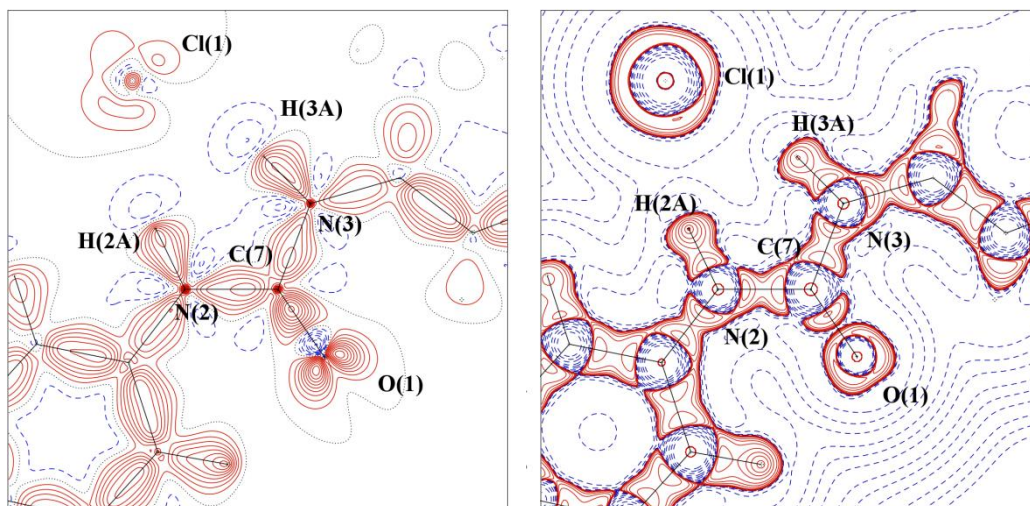 Cl(1)
H(3A)
H(2A)
N(3)
C(7)
N(2)
O(1)
Cl(1)
H(3A)
H(2A)
C(7)
N(3)
N(2)
O(1)